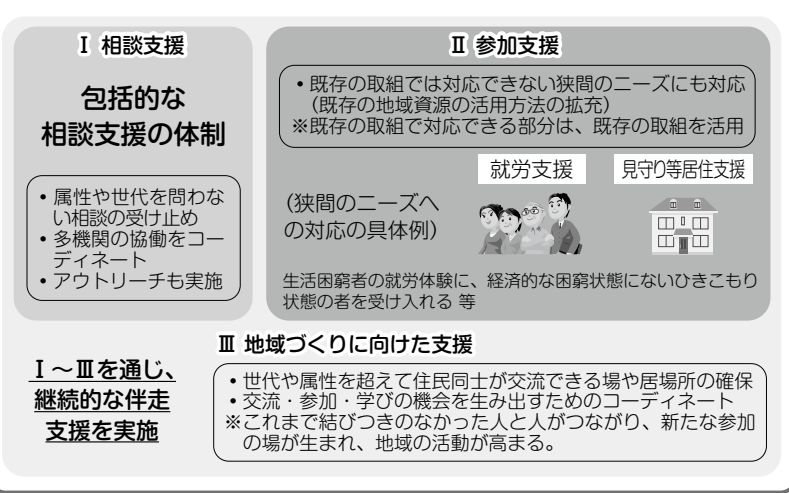 Ⅰ 相談支援
包括的な
相談支援の体制
・属性や世代を問わな
い相談の受け止め
・多機関の協働をコー
ディネート
・アウトリーチも実施
Ⅱ 参加支援
・既存の取組では対応できない狭間のニーズにも対応
（既存の地域資源の活用方法の拡充）
※既存の取組で対応できる部分は、既存の取組を活用
就労支援
見守り等居住支援
（狭間のニーズへ
の対応の具体例）
生活困窮者の就労体験に、経済的な困窮状態にないひきこもり
状態の者を受け入れる 等
Ⅰ～Ⅲを通じ、
継続的な伴走
支援を実施
Ⅲ 地域づくりに向けた支援
・世代や属性を超えて住民同士が交流できる場や居場所の確保
・交流・参加・学びの機会を生み出すためのコーディネート
※これまで結びつきのなかった人と人がつながり、新たな参加
の場が生まれ、地域の活動が高まる。